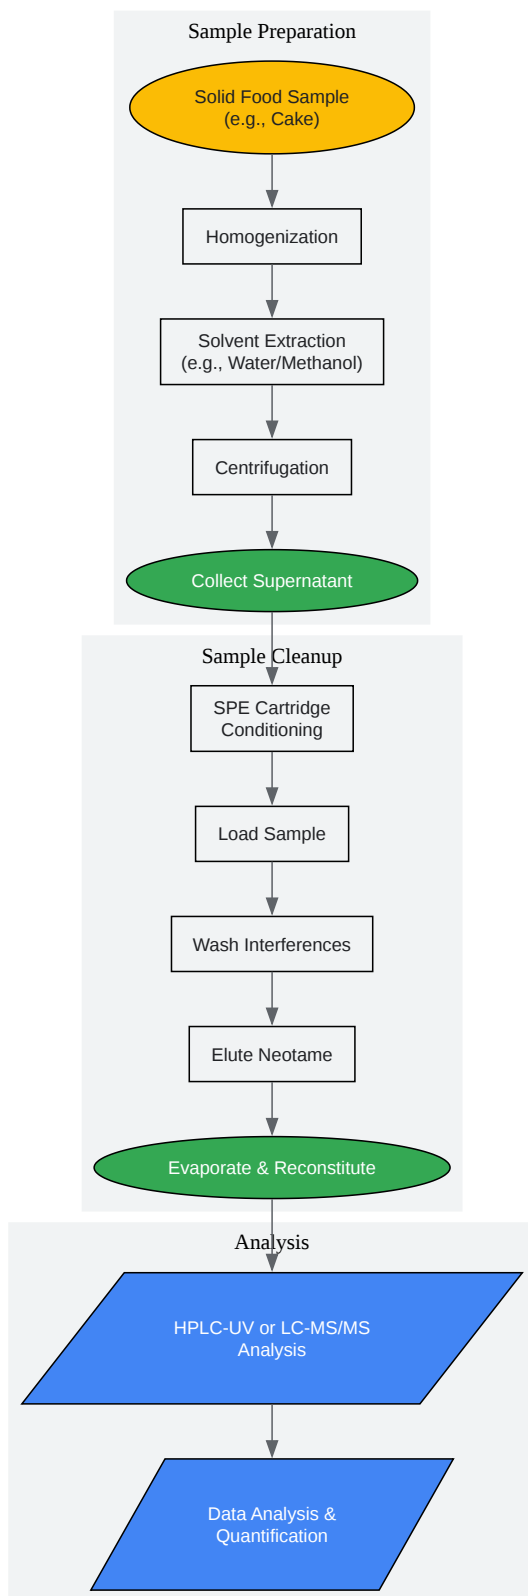 Sample Preparation
Solid Food Sample
(e.g., Cake)
Homogenization
Solvent Extraction
(e.g., Water/Methanol)
Centrifugation
Collect Supernatant
Sample Cleanup
SPE Cartridge
Conditioning
Load Sample
Wash Interferences
Elute Neotame
Evaporate & Reconstitute
Analysis
HPLC-UV or LC-MS/MS
Analysis
Data Analysis &
Quantification